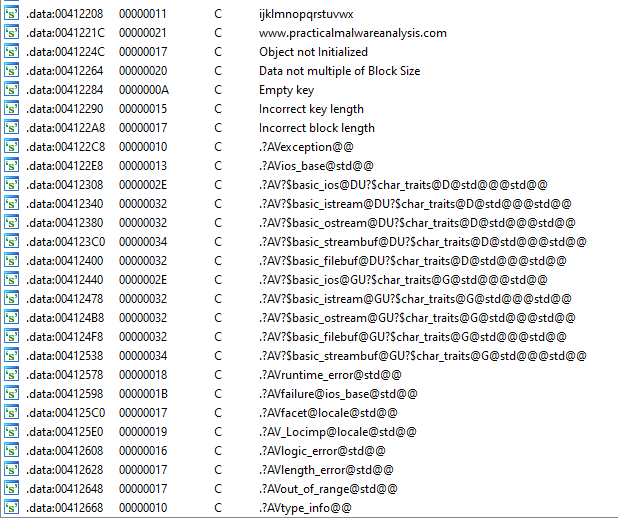 .data:00412208 00000011 C ijklmnopqrstuvwx
.data:0041221C 00000021 C www.practicalmalwareanalysis.com
.data:0041224C 00000017 C Object not Initialized
.data:00412264 00000020 C Data not multiple of Block Size
.data:00412284 0000000A C Empty key
.data:00412290 00000015 C Incorrect key length
.data:004122A8 00000017 C Incorrect block length
.data:004122C8 00000010 C .?AVexception@@
.data:004122E8 00000013 C .?AVios_base@std@@
.data:00412308 0000002E C .?AV?$basic_ios@DU?$char_traits@D@std@@@std@@
.data:00412340 00000032 C .?AV?$basic_istream@DU?$char_traits@D@std@@@std@@
.data:00412380 00000032 C .?AV?$basic_ostream@DU?$char_traits@D@std@@@std@@
.data:004123C0 00000034 C .?AV?$basic_streambuf@DU?$char_traits@D@std@@@std@@
.data:00412400 00000032 C .?AV?$basic_filebuf@DU?$char_traits@D@std@@@std@@
.data:00412440 0000002E C .?AV?$basic_ios@GU?$char_traits@G@std@@@std@@
.data:00412478 00000032 C .?AV?$basic_istream@GU?$char_traits@G@std@@@std@@
.data:004124B8 00000032 C .?AV?$basic_ostream@GU?$char_traits@G@std@@@std@@
.data:004124F8 00000032 C .?AV?$basic_filebuf@GU?$char_traits@G@std@@@std@@
.data:00412538 00000034 C .?AV?$basic_streambuf@GU?$char_traits@G@std@@@std@@
.data:00412578 00000018 C .?AVruntime_error@std@@
.data:00412598 0000001B C .?AVfailure@ios_base@std@@
.data:004125C0 00000017 C .?AVfacet@locale@std@@
.data:004125E0 00000019 C .?AV_Locimp@locale@std@@
.data:00412608 00000016 C .?AVlogic_error@std@@
.data:00412628 00000017 C .?AVlength_error@std@@
.data:00412648 00000017 C .?AVout_of_range@std@@
.data:00412668 00000010 C .?AVtype_info@@